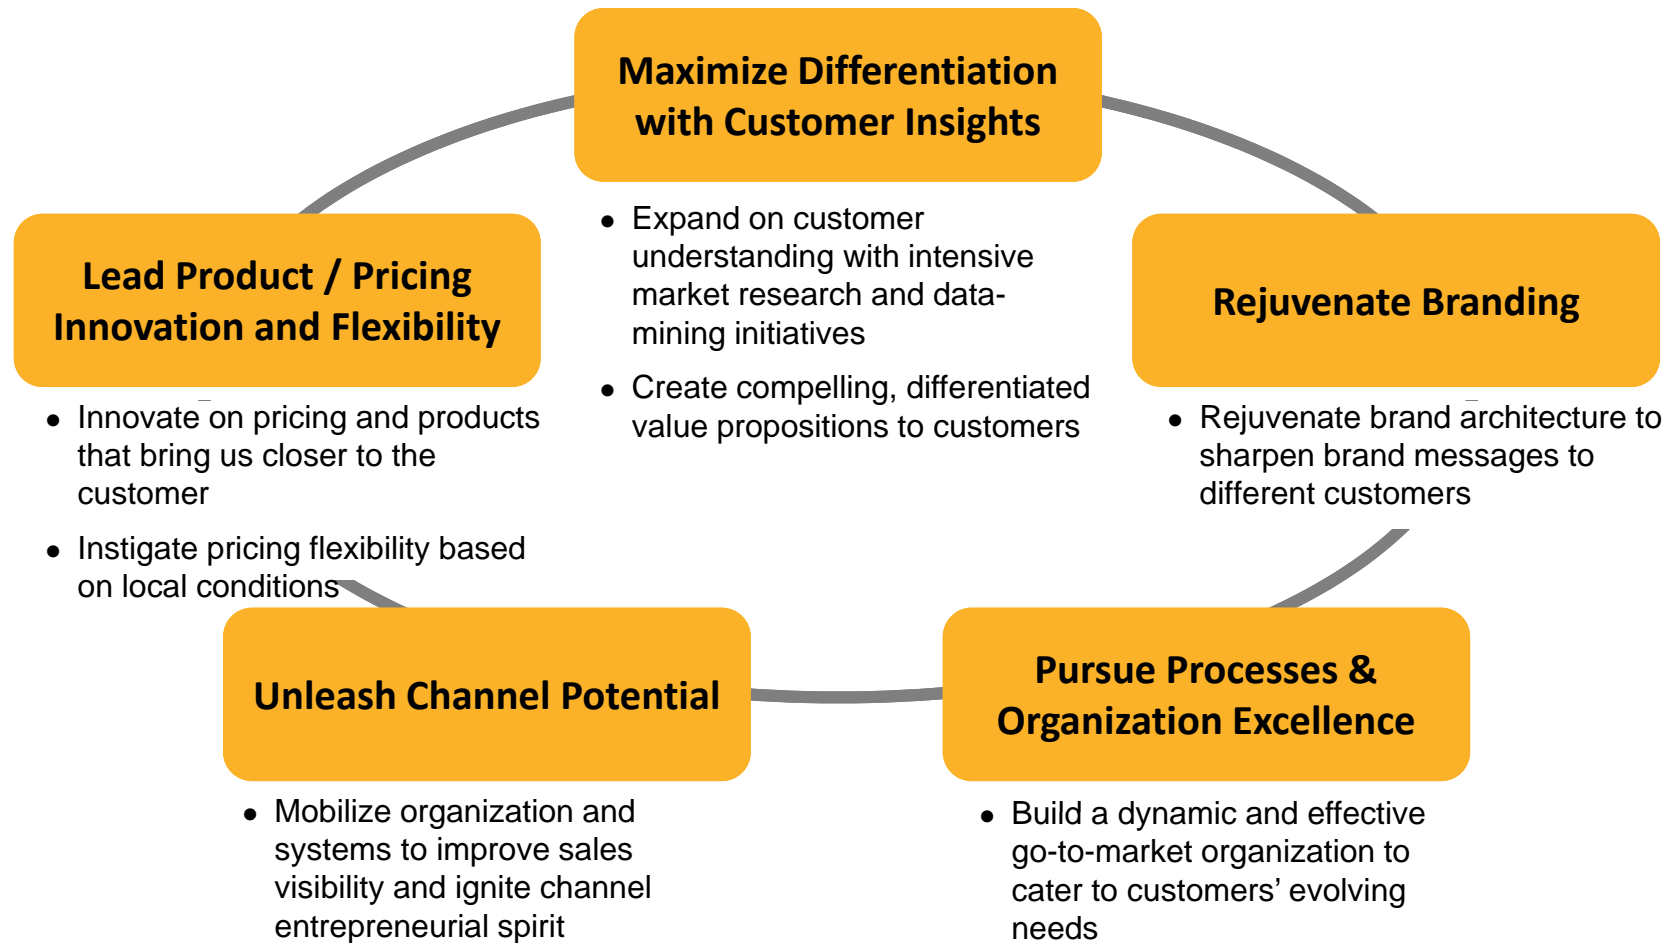 Maximize Differentiation
with Customer Insights
● Expand on customer
understanding with intensive
market research and data-
mining initiatives
● Create compelling, differentiated
value propositions to customers
Lead Product / Pricing
Innovation and Flexibility
● Innovate on pricing and products
that bring us closer to the
customer
● Instigate pricing flexibility based
on local conditions
Rejuvenate Branding
● Rejuvenate brand architecture to
sharpen brand messages to
different customers
Unleash Channel Potential
● Mobilize organization and
systems to improve sales
visibility and ignite channel
entrepreneurial spirit
Pursue Processes &
Organization Excellence
● Build a dynamic and effective
go-to-market organization to
cater to customers’ evolving
needs